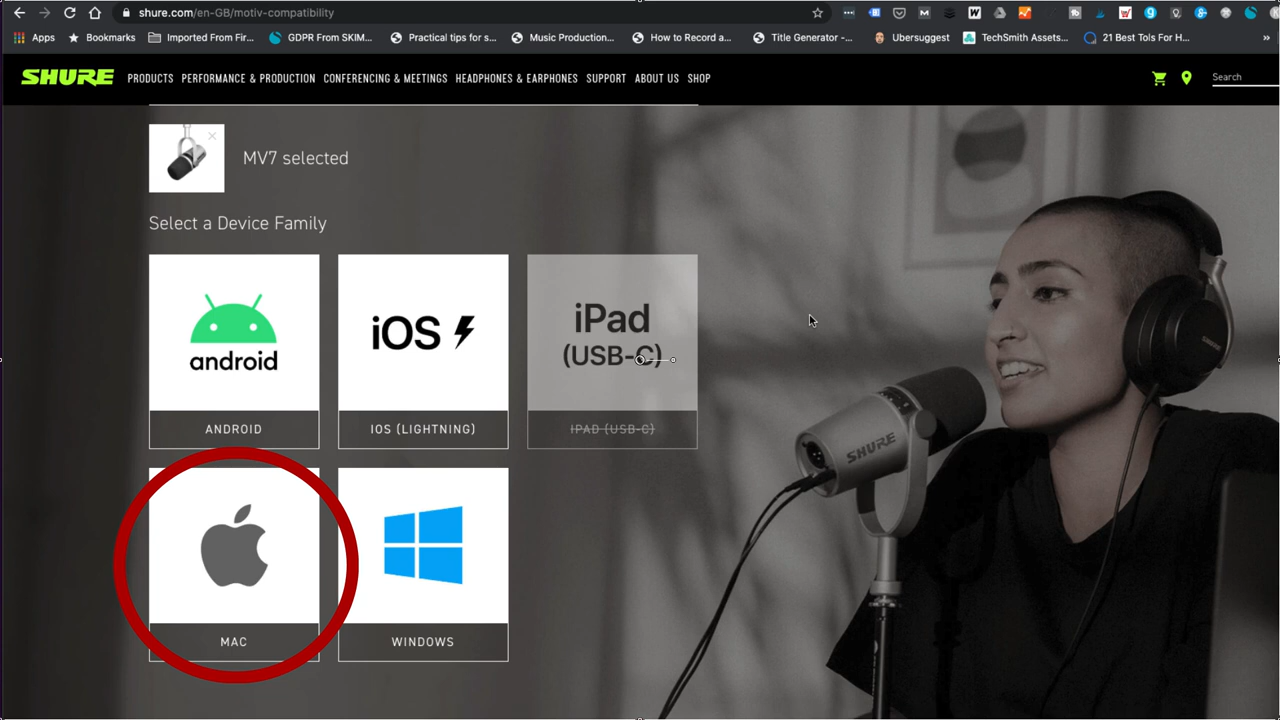 shure.com/en-GB/motiv-compatibility
Apps Bookmarks Imported From Fir... GDPR From SKIM... Practical tips for s... Music Production... How to Record a... Title Generator -... Ubersuggest TechSmith Assets... 21 Best Tols For H... »
SHURE PRODUCTS PERFORMANCE & PRODUCTION CONFERENCING & MEETINGS HEADPHONES & EARPHONES SUPPORT ABOUT US SHOP Search
MV7 selected
Select a Device Family
android
iOS
iPad
(USB-C)
ANDROID
IOS (LIGHTNING)
IPAD (USB-C)
MAC
WINDOWS
SHURE